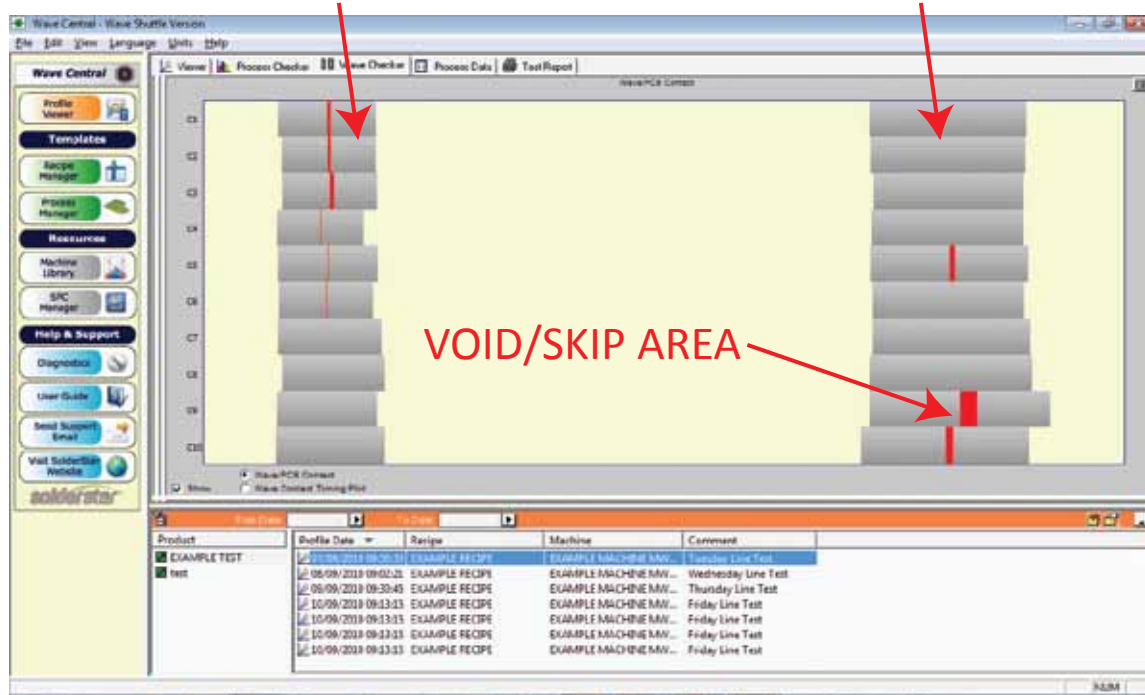 Wave Central - Wave Shuttle Version
File Edit View Language Units Help
Wave Central
Viewer Process Checker Wave Checker Process Data Test Report
Wave/PCB Contact
Profile Viewer
Templates
Recipe Manager
Process Manager
Resources
Machine Library
SPC Manager
Help & Support
Diagnostics
User Guide
Send Support Email
Visit SolderStar Website
solderstar
C1
C2
C3
C4
C5
C6
C7
C8
C9
C10
VOID/SKIP AREA
Wave/PCB Contact
Show
Wave Contact Timing Plot
From Date To Date
Product Profile Date Recipe Machine Comment
EXAMPLE TEST
test
EXAMPLE RECIPE EXAMPLE MACHINE MW... Tuesday Line Test
08/09/2010 09:02:21 EXAMPLE RECIPE EXAMPLE MACHINE MW... Wednesday Line Test
09/09/2010 09:33:45 EXAMPLE RECIPE EXAMPLE MACHINE MW... Thursday Line Test
10/09/2010 09:13:13 EXAMPLE RECIPE EXAMPLE MACHINE MW... Friday Line Test
10/09/2010 09:13:13 EXAMPLE RECIPE EXAMPLE MACHINE MW... Friday Line Test
10/09/2010 09:13:13 EXAMPLE RECIPE EXAMPLE MACHINE MW... Friday Line Test
10/09/2010 09:13:13 EXAMPLE RECIPE EXAMPLE MACHINE MW... Friday Line Test
NUM